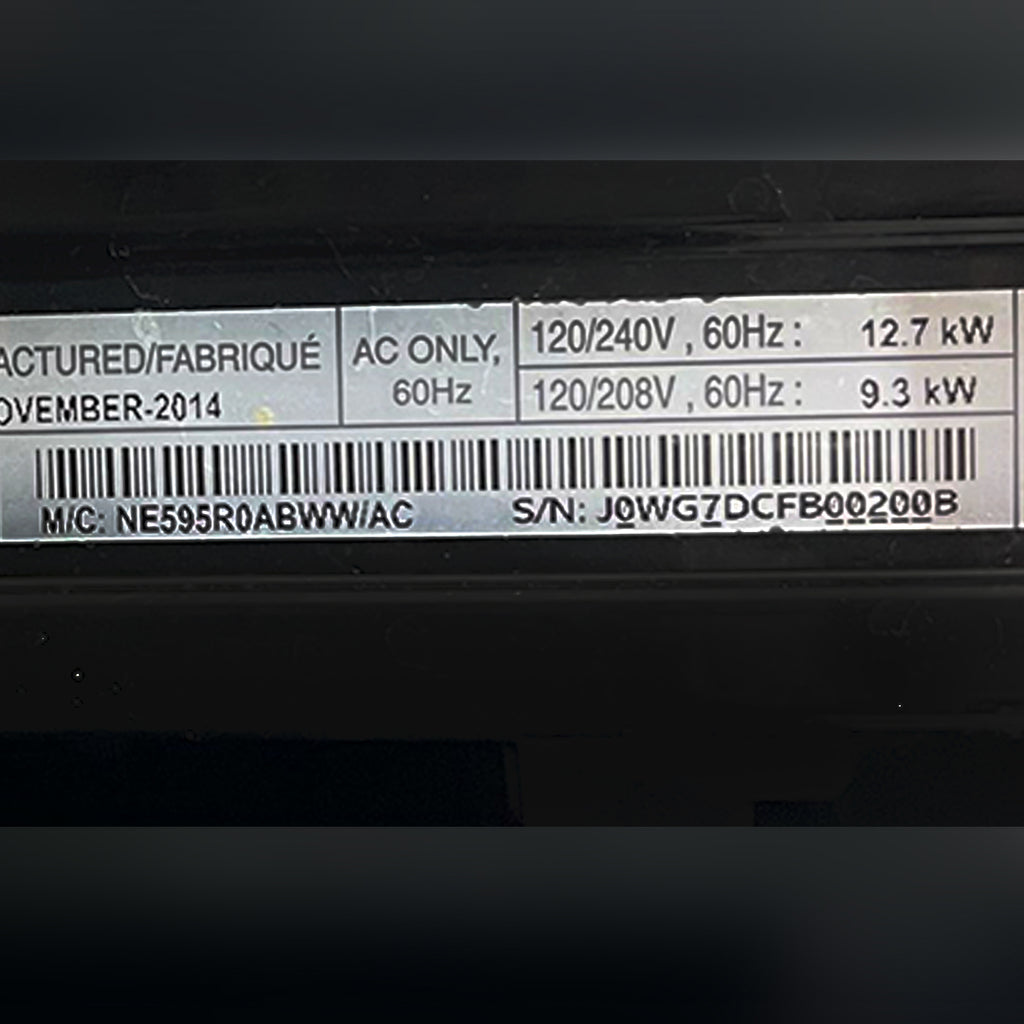 ACTURED/FABRIQUÉ
OVEMBER-2014
AC ONLY,
60Hz
120/240V , 60Hz : 12.7 kW
120/208V , 60Hz : 9.3 kW
M/C: NE595R0ABWW/AC S/N: J0WG7DCFB00200B